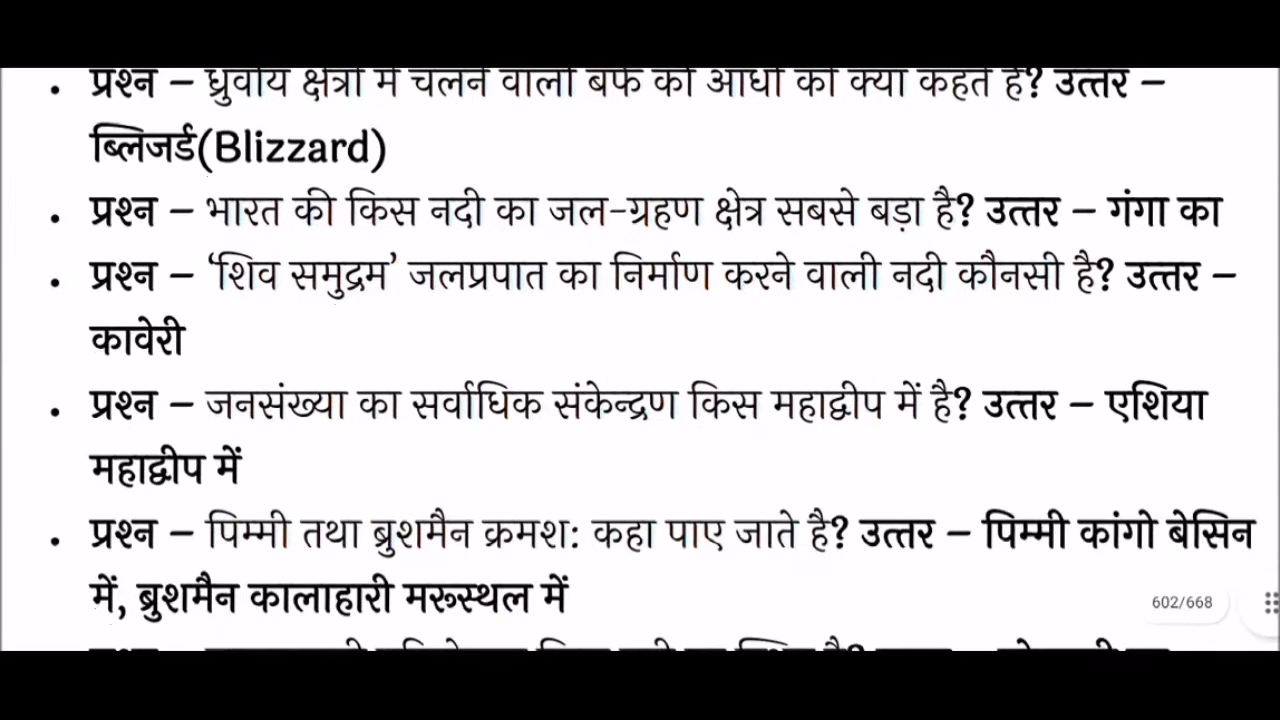 • प्रश्न – ध्रुवीय क्षेत्रों में चलने वाली बर्फ की आंधी को क्या कहते है? उत्तर –
ब्लिजर्ड(Blizzard)
• प्रश्न – भारत की किस नदी का जल-ग्रहण क्षेत्र सबसे बड़ा है? उत्तर – गंगा का
• प्रश्न – ‘शिव समुद्रम’ जलप्रपात का निर्माण करने वाली नदी कौनसी है? उत्तर –
कावेरी
• प्रश्न – जनसंख्या का सर्वाधिक संकेन्द्रण किस महाद्वीप में है? उत्तर – एशिया
महाद्वीप में
• प्रश्न – पिम्मी तथा ब्रुशमैन क्रमश: कहा पाए जाते है? उत्तर – पिम्मी कांगो बेसिन
में, ब्रुशमैन कालाहारी मरूस्थल में
602/668